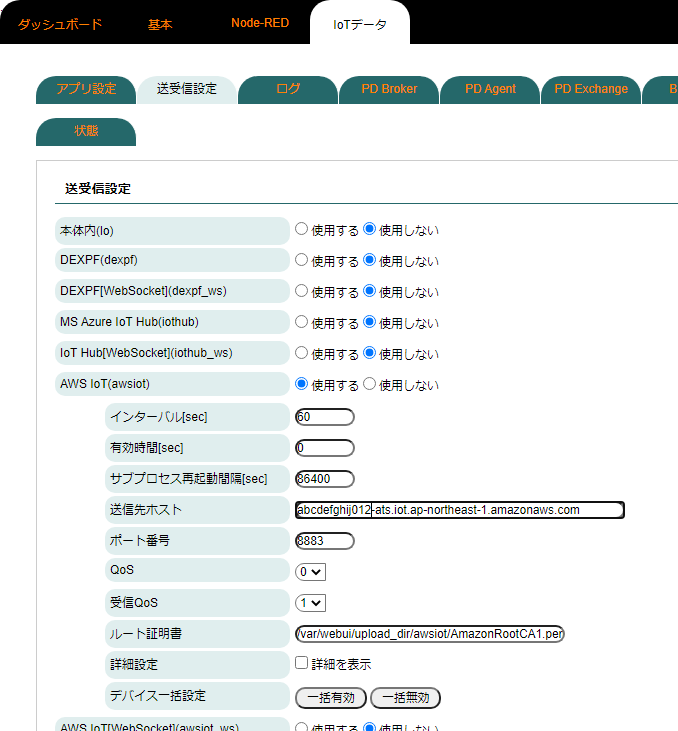 ダッシュボード 基本 Node-RED IoTデータ
アプリ設定 送受信設定 ログ PD Broker PD Agent PD Exchange B
状態
送受信設定
本体内(lo) 使用する 使用しない
DEXPF(dexpf) 使用する 使用しない
DEXPF[WebSocket](dexpf_ws) 使用する 使用しない
MS Azure IoT Hub(iothub) 使用する 使用しない
IoT Hub[WebSocket](iothub_ws) 使用する 使用しない
AWS IoT(awsiot) 使用する 使用しない
インターバル[sec] 60
有効時間[sec] 0
サブプロセス再起動間隔[sec] 86400
送信先ホスト abcdefghij012-ats.iot.ap-northeast-1.amazonaws.com
ポート番号 8883
QoS 0
受信QoS 1
ルート証明書 /var/webui/upload_dir/awsiot/AmazonRootCA1.per
詳細設定 詳細を表示
デバイス一括設定 一括有効 一括無効
AWS IoT[WebSocket](awsiot_ws) 使用する 使用しない